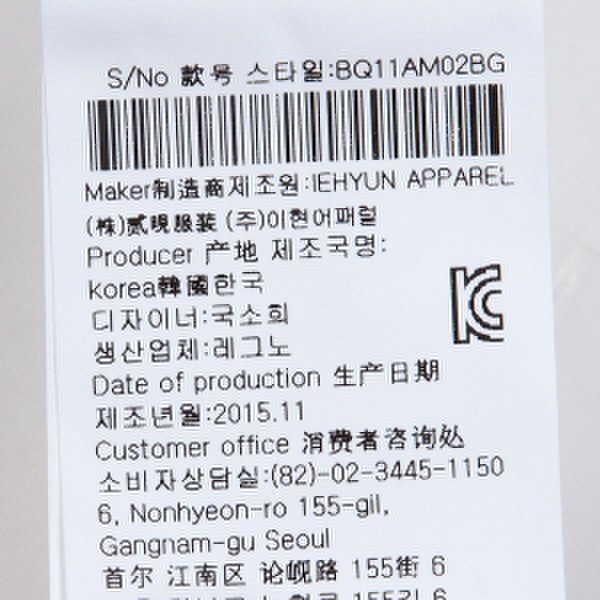 S/No 款号 스타일:BQ11AM02BG
Maker制造商제조원:IEHYUN APPAREL
(株)贰晛服装 (주)이현어패럴
Producer 产地 제조국명:
Korea韓國한국
디자이너:국소희
생산업체:레그노
Date of production 生产日期
제조년월:2015.11
Customer office 消费者咨询处
소비자상담실:(82)-02-3445-1150
6, Nonhyeon-ro 155-gil,
Gangnam-gu Seoul
首尔 江南区 论岘路 155街 6